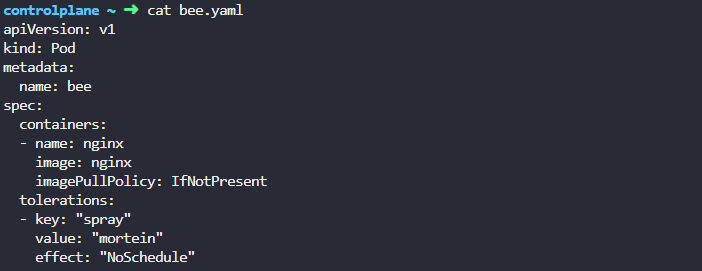 controlplane ~ ➜ cat bee.yaml
apiVersion: v1
kind: Pod
metadata:
  name: bee
spec:
  containers:
  - name: nginx
    image: nginx
    imagePullPolicy: IfNotPresent
  tolerations:
  - key: "spray"
    value: "mortein"
    effect: "NoSchedule"